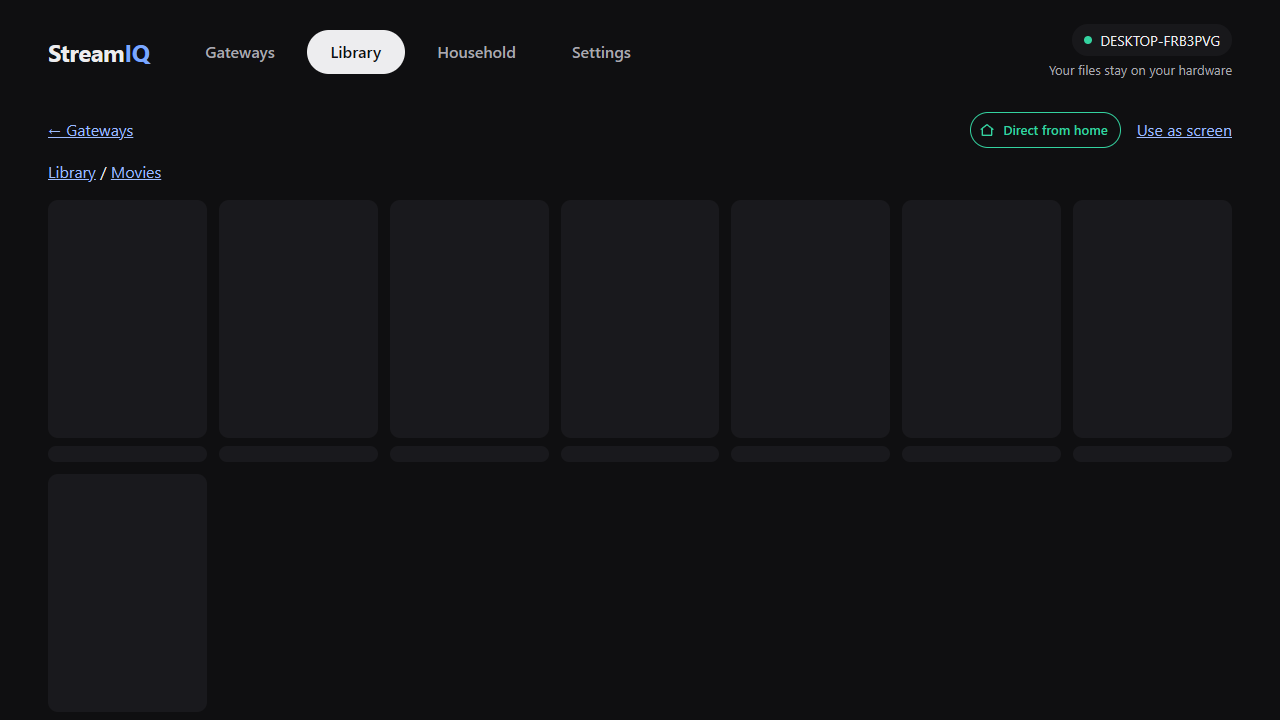 StreamIQ
Gateways
Library
Household
Settings
DESKTOP-FRB3PVG
Your files stay on your hardware
← Gateways
Direct from home
Use as screen
Library / Movies